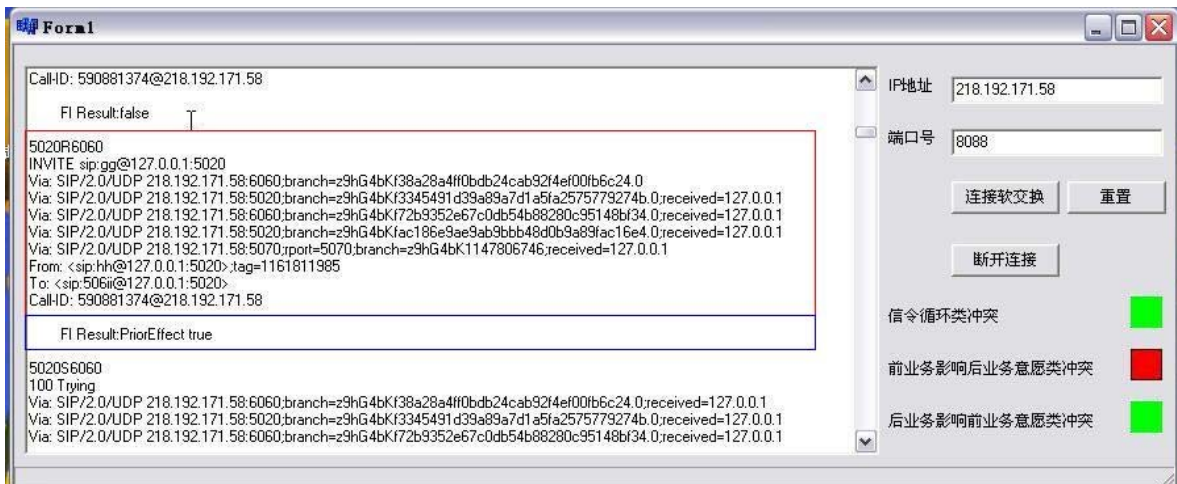 Form1
Call-ID: 590881374@218.192.171.58
FI Result:false
5020R6060
INVITE sip:gg@127.0.0.1:5020
Via: SIP/2.0/UDP 218.192.171.58:6060;branch=z9hG4bKf38a28a4ff0bdb24cab92f4ef00fb6c24.0
Via: SIP/2.0/UDP 218.192.171.58:5020;branch=z9hG4bKf3345491d39a89a7d1a5fa2575779274b.0;received=127.0.0.1
Via: SIP/2.0/UDP 218.192.171.58:6060;branch=z9hG4bKf72b9352e67c0db54b88280c95148bf34.0;received=127.0.0.1
Via: SIP/2.0/UDP 218.192.171.58:5020;branch=z9hG4bKfac186e9ae9ab9bbb48d0b9a89fac16e4.0;received=127.0.0.1
Via: SIP/2.0/UDP 218.192.171.58:5070;rport=5070;branch=z9hG4bK1147806746;received=127.0.0.1
From: <sip:hh@127.0.0.1:5020>;tag=1161811985
To: <sip:506ii@127.0.0.1:5020>
Call-ID: 590881374@218.192.171.58
FI Result:PriorEffect true
5020S6060
100 Trying
Via: SIP/2.0/UDP 218.192.171.58:6060;branch=z9hG4bKf38a28a4ff0bdb24cab92f4ef00fb6c24.0;received=127.0.0.1
Via: SIP/2.0/UDP 218.192.171.58:5020;branch=z9hG4bKf3345491d39a89a7d1a5fa2575779274b.0;received=127.0.0.1
Via: SIP/2.0/UDP 218.192.171.58:6060;branch=z9hG4bKf72b9352e67c0db54b88280c95148bf34.0;received=127.0.0.1
IP地址 218.192.171.58
端口号 8088
连接软交换 重置
断开连接
信令循环类冲突
前业务影响后业务意愿类冲突
后业务影响前业务意愿类冲突